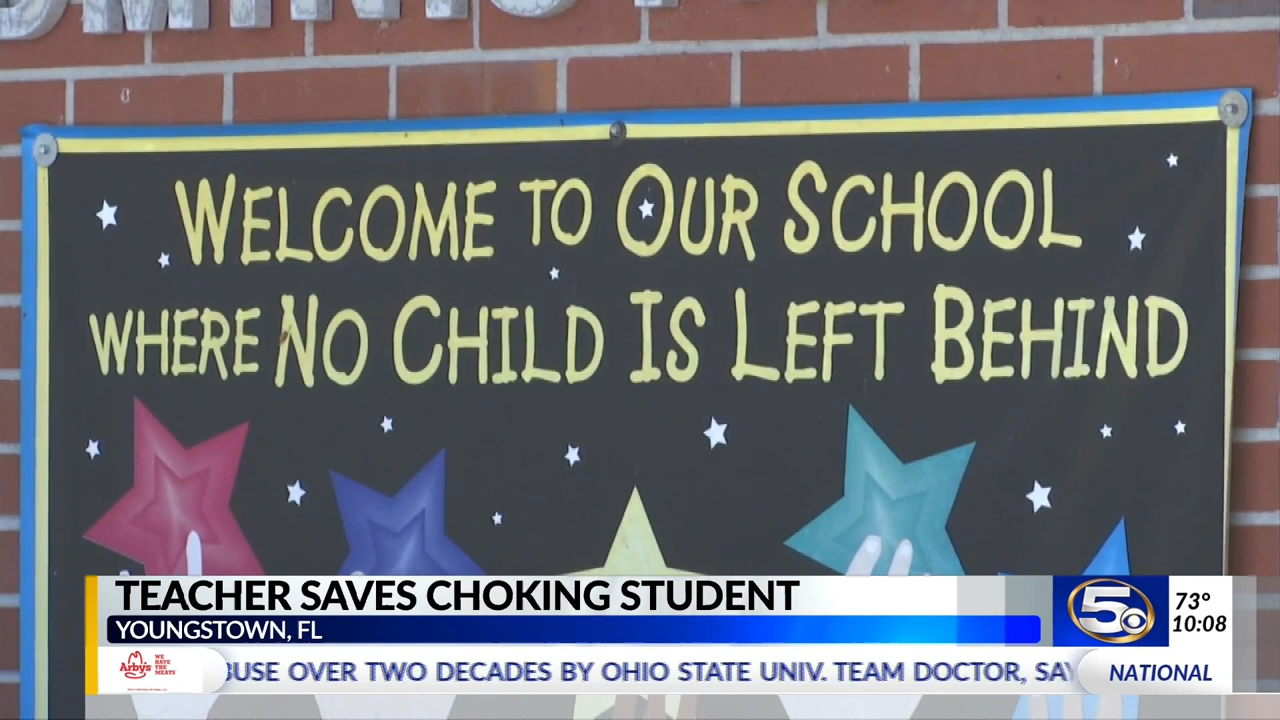 WELCOME TO OUR SCHOOL
WHERE NO CHILD IS LEFT BEHIND
TEACHER SAVES CHOKING STUDENT
YOUNGSTOWN, FL
5
73°
10:08
Arby's
WE HAVE THE MEATS
BUSE OVER TWO DECADES BY OHIO STATE UNIV. TEAM DOCTOR, SAY
NATIONAL